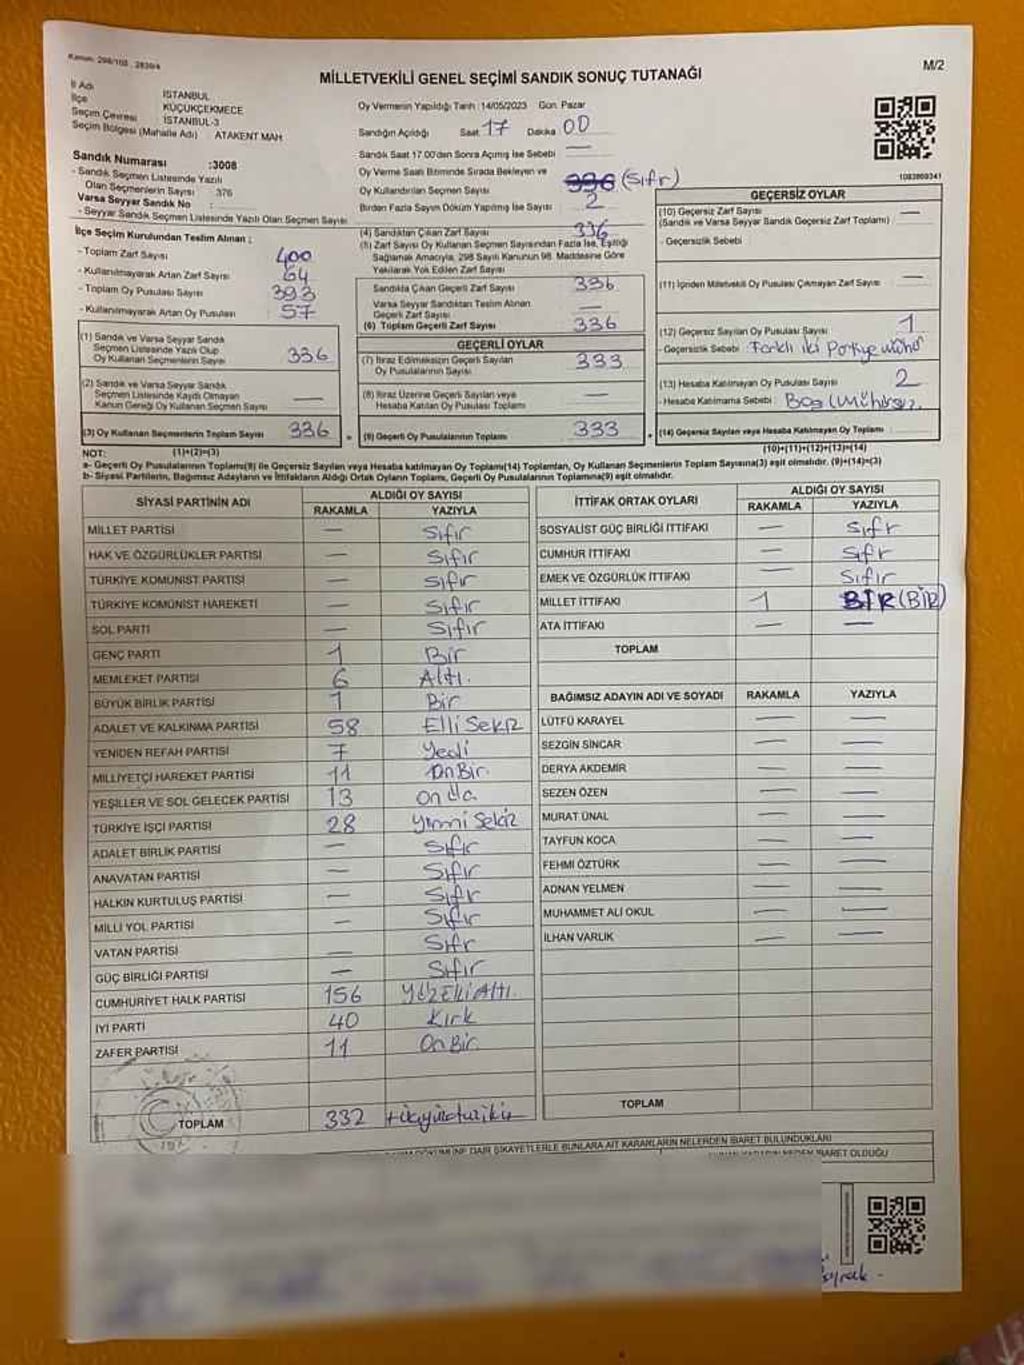 Kanun: 298/105 , 2839/4
MİLLETVEKİLİ GENEL SEÇİMİ SANDIK SONUÇ TUTANAĞI
M/2
İl Adı İSTANBUL
İlçe KÜÇÜKÇEKMECE
Seçim Çevresi İSTANBUL-3
Seçim Bölgesi (Mahalle Adı) ATAKENT MAH
Sandık Numarası :3008
- Sandık Seçmen Listesinde Yazılı
Olan Seçmenlerin Sayısı 376
Varsa Seyyar Sandık No :
- Seyyar Sandık Seçmen Listesinde Yazılı Olan Seçmen Sayısı
İlçe Seçim Kurulundan Teslim Alınan :
- Toplam Zarf Sayısı 400
- Kullanılmayarak Artan Zarf Sayısı 64
- Toplam Oy Pusulası Sayısı 393
- Kullanılmayarak Artan Oy Pusulası 57
(1) Sandık ve Varsa Seyyar Sandık
Seçmen Listesinde Yazılı Olup
Oy Kullanan Seçmenlerin Sayısı 336
(2) Sandık ve Varsa Seyyar Sandık
Seçmen Listesinde Kaydı Olmayan
Kanun Gereği Oy Kullanan Seçmen Sayısı —
(3) Oy Kullanan Seçmenlerin Toplam Sayısı 336
Oy Vermenin Yapıldığı Tarih :14/05/2023 Gün: Pazar
Sandığın Açıldığı Saat 17 Dakika 00
Sandık Saat 17:00'den Sonra Açımış İse Sebebi —
Oy Verme Saati Bitiminde Sırada Bekleyen ve
Oy Kullandırılan Seçmen Sayısı 336 (Sıfr)
Birden Fazla Sayım Döküm Yapılmış İse Sayısı 2
(4) Sandıktan Çıkan Zarf Sayısı 336
(5) Zarf Sayısı Oy Kullanan Seçmen Sayısından Fazla İse, Eşitliği
Sağlamak Amacıyla, 298 Sayılı Kanunun 98. Maddesine Göre
Yakılarak Yok Edilen Zarf Sayısı
Sandıkta Çıkan Geçerli Zarf Sayısı 336
Varsa Seyyar Sandıktan Teslim Alınan
Geçerli Zarf Sayısı —
(6) Toplam Geçerli Zarf Sayısı 336
GEÇERLİ OYLAR
(7) İtiraz Edilmeksizin Geçerli Sayılan
Oy Pusulalarının Sayısı 333
(8) İtiraz Üzerine Geçerli Sayılan veya
Hesaba Katılan Oy Pusulaları Toplamı —
= (9) Geçerli Oy Pusulalarının Toplamı 333
1083869341
GEÇERSİZ OYLAR
(10) Geçersiz Zarf Sayısı —
(Sandık ve Varsa Seyyar Sandık Geçersiz Zarf Toplamı)
- Geçersizlik Sebebi
(11) İçinden Milletvekili Oy Pusulası Çıkmayan Zarf Sayısı —
(12) Geçersiz Sayılan Oy Pusulası Sayısı 1
- Geçersizlik Sebebi : Farklı iki Partiye mühür
(13) Hesaba Katılmayan Oy Pusulası Sayısı 2
- Hesaba Katılmama Sebebi : Boş (Mühürsüz.
+ (14) Geçersiz Sayılan veya Hesaba Katılmayan Oy Toplamı
NOT: (1)+(2)=(3) (10)+(11)+(12)+(13)=(14)
a- Geçerli Oy Pusulalarının Toplamı(9) ile Geçersiz Sayılan veya Hesaba katılmayan Oy Toplamı(14) Toplamları, Oy Kullanan Seçmenlerin Toplam Sayısına(3) eşit olmalıdır. (9)+(14)=(3)
b- Siyasi Partilerin, Bağımsız Adayların ve İttifakların Aldığı Ortak Oyların Toplamı, Geçerli Oy Pusulalarının Toplamına(9) eşit olmalıdır.
SİYASİ PARTİNİN ADI ALDIĞI OY SAYISI
RAKAMLA YAZIYLA
MİLLET PARTİSİ — Sıfır
HAK VE ÖZGÜRLÜKLER PARTİSİ — Sıfır
TÜRKİYE KOMÜNİST PARTİSİ — Sıfır
TÜRKİYE KOMÜNİST HAREKETİ — Sıfır
SOL PARTİ — Sıfır
GENÇ PARTİ 1 Bir
MEMLEKET PARTİSİ 6 Altı.
BÜYÜK BİRLİK PARTİSİ 1 Bir
ADALET VE KALKINMA PARTİSİ 58 Elli Sekiz
YENİDEN REFAH PARTİSİ 7 Yedi
MİLLİYETÇİ HAREKET PARTİSİ 11 On Bir.
YEŞİLLER VE SOL GELECEK PARTİSİ 13
TÜRKİYE İŞÇİ PARTİSİ 28 Yirmi Sekiz
ADALET BİRLİK PARTİSİ — Sıfır
ANAVATAN PARTİSİ — Sıfır
HALKIN KURTULUŞ PARTİSİ — Sıfr
MİLLİ YOL PARTİSİ — Sıfır
VATAN PARTİSİ — Sıfr
GÜÇ BİRLİĞİ PARTİSİ — Sıfır
CUMHURİYET HALK PARTİSİ 156 YüzElliAltı.
İYİ PARTİ 40 Kırk
ZAFER PARTİSİ 11 On Bir
TOPLAM 332
İTTİFAK ORTAK OYLARI ALDIĞI OY SAYISI
RAKAMLA YAZIYLA
SOSYALİST GÜÇ BİRLİĞİ İTTİFAKI — Sıfr
CUMHUR İTTİFAKI — Sıfr
EMEK VE ÖZGÜRLÜK İTTİFAKI — Sıfır
MİLLET İTTİFAKI 1 BİR (BİR)
ATA İTTİFAKI — —
TOPLAM
BAĞIMSIZ ADAYIN ADI VE SOYADI RAKAMLA YAZIYLA
LÜTFÜ KARAYEL — —
SEZGİN SİNCAR — —
DERYA AKDEMİR — —
SEZEN ÖZEN — —
MURAT ÜNAL — —
TAYFUN KOCA — —
FEHMİ ÖZTÜRK — —
ADNAN YELMEN — —
MUHAMMET ALİ OKUL — —
İLHAN VARLIK — —
TOPLAM
DÖKÜMÜNE DAİR ŞİKAYETLERLE BUNLARA AİT KARARLARIN NELERDEN İBARET BULUNDUKLARI
İBARET OLDUĞU